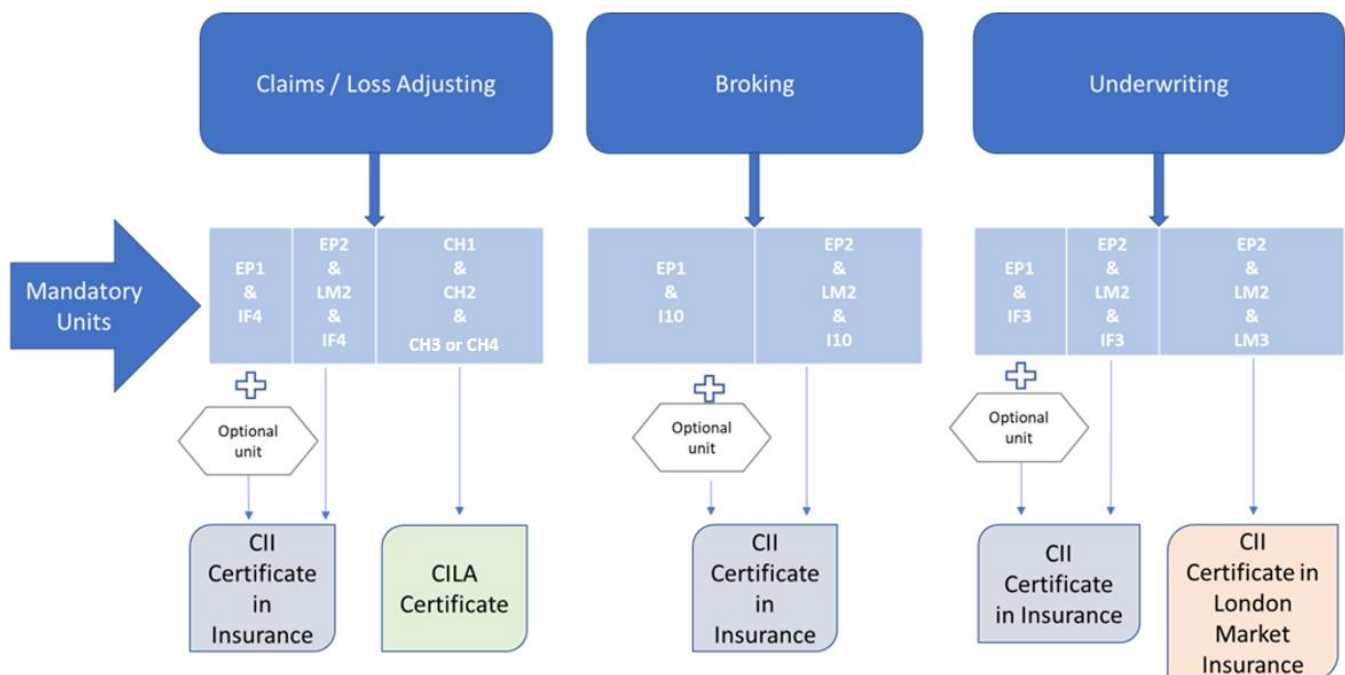 Claims / Loss Adjusting
Broking
Underwriting
Mandatory
Units
EP1
&
IF4
EP2
&
LM2
&
IF4
CH1
&
CH2
&
CH3 or CH4
EP1
&
I10
EP2
&
LM2
&
I10
EP1
&
IF3
EP2
&
LM2
&
IF3
EP2
&
LM2
&
LM3
Optional
unit
Optional
unit
Optional
unit
CII
Certificate
in
Insurance
CILA
Certificate
CII
Certificate
in
Insurance
CII
Certificate
in Insurance
CII
Certificate in
London
Market
Insurance